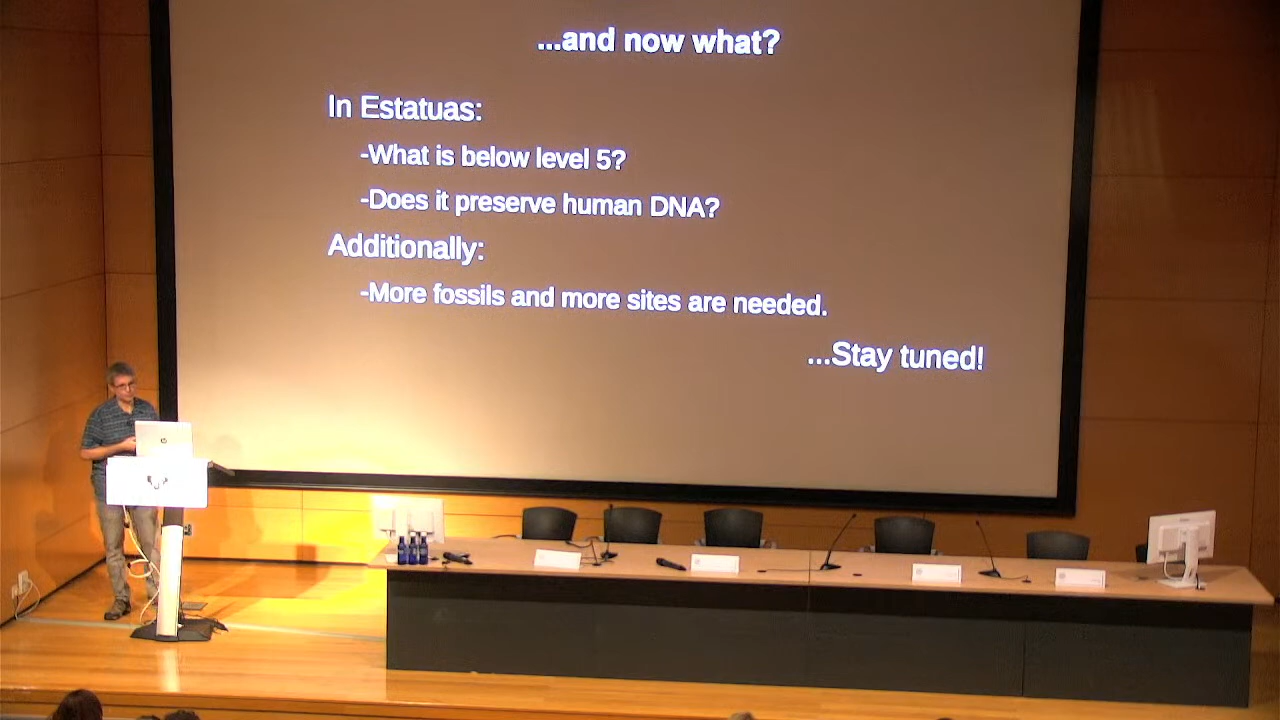 ...and now what?
In Estatuas:
-What is below level 5?
-Does it preserve human DNA?
Additionally:
-More fossils and more sites are needed.
...Stay tuned!